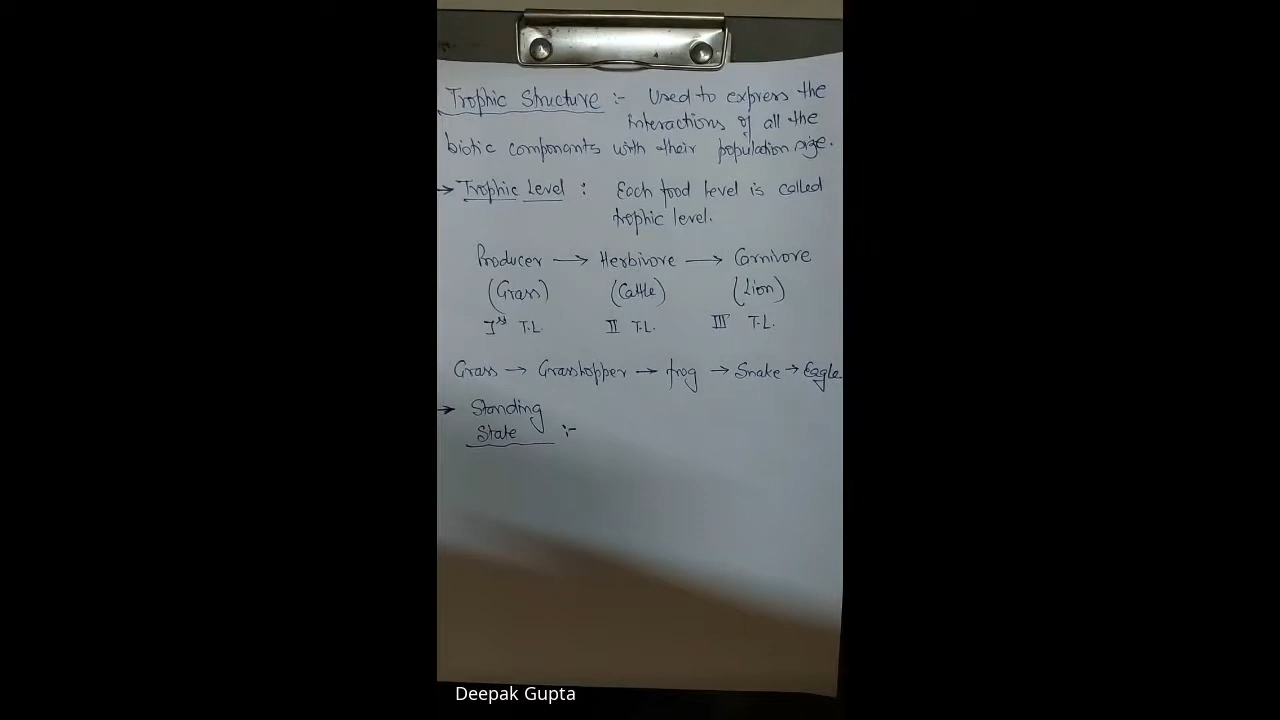 Trophic Structure :- Used to express the
interactions of all the
biotic componants with their population size.
→ Trophic Level : Each food level is called
trophic level.
Producer → Herbivore → Carnivore
(Grass) (Cattle) (Lion)
Ist T.L. II T.L. III T.L.
Grass → Grasshopper → frog → Snake → Eagle
→ Standing
State :-
Deepak Gupta